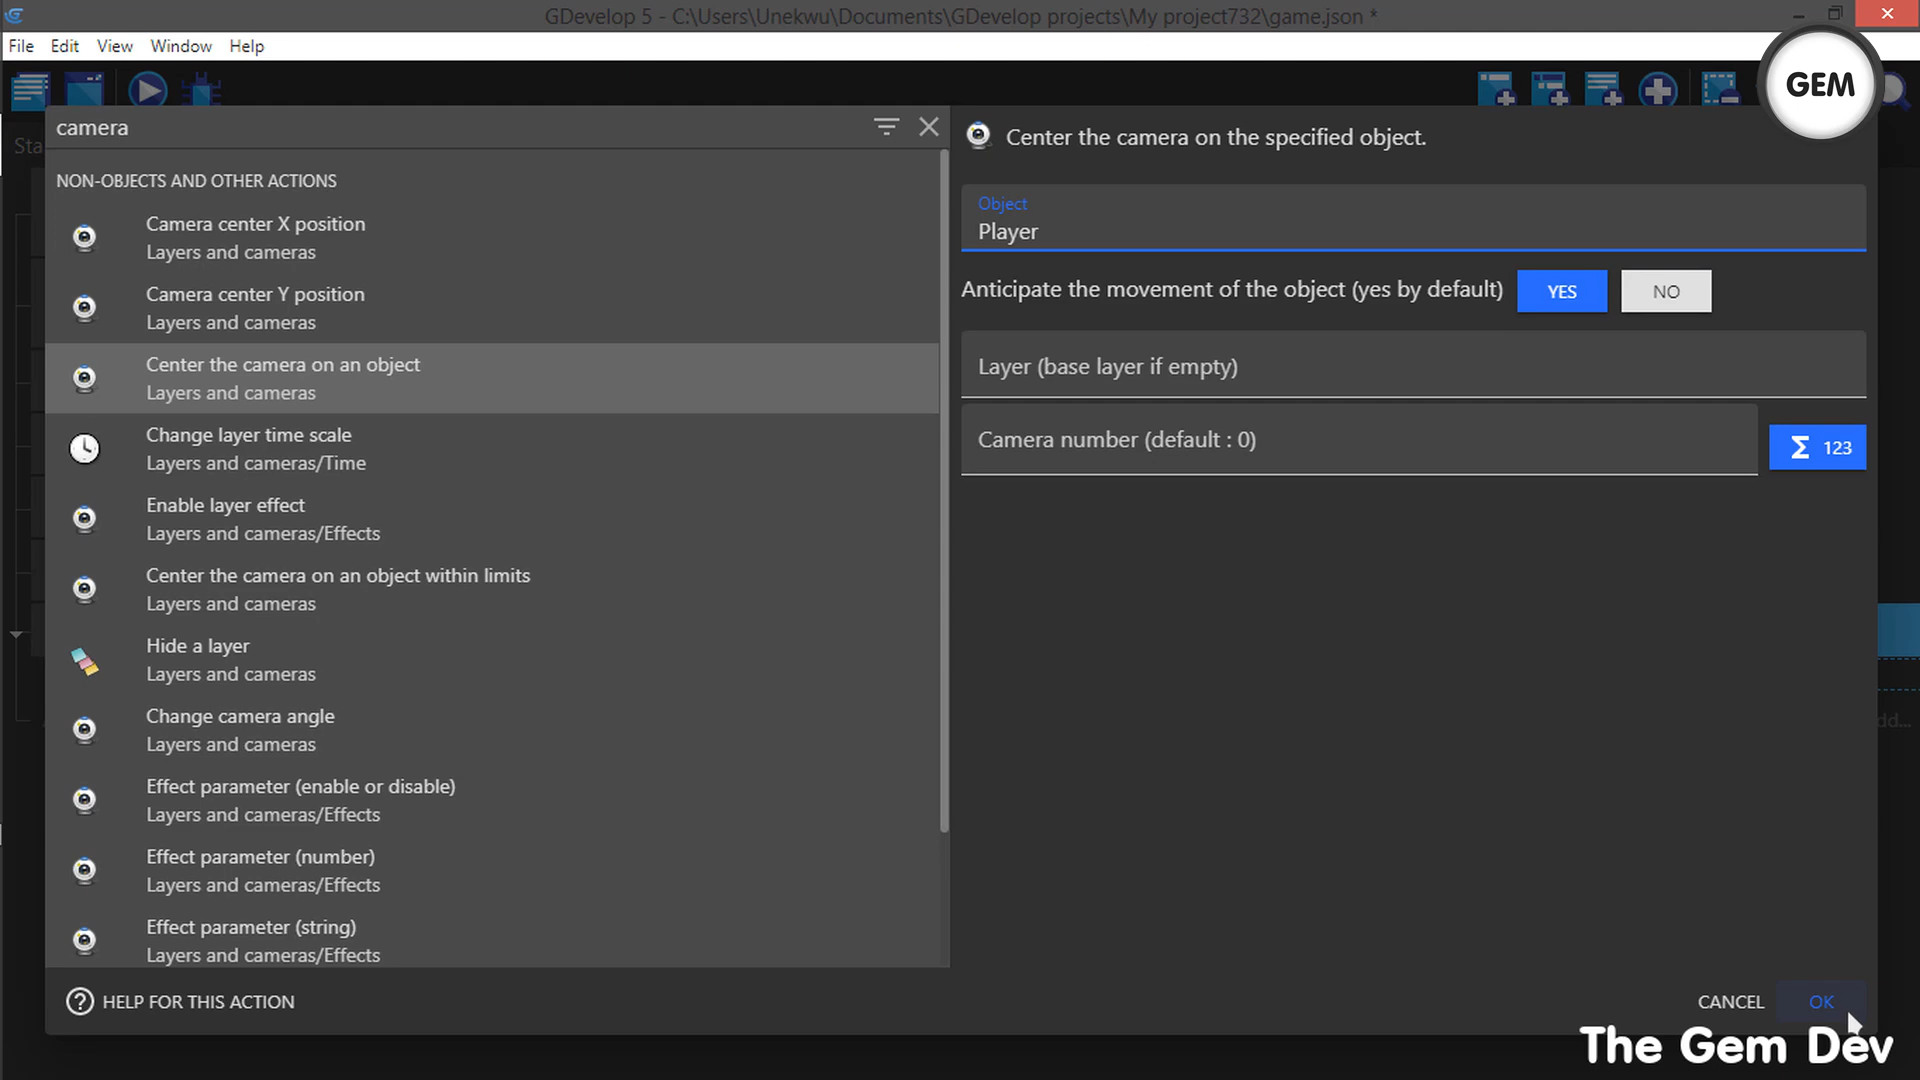 GDevelop 5 - C:\Users\Unekwu\Documents\GDevelop projects\My project732\game.json *
File Edit View Window Help
GEM
Sta
camera
NON-OBJECTS AND OTHER ACTIONS
Camera center X position
Layers and cameras
Camera center Y position
Layers and cameras
Center the camera on an object
Layers and cameras
Change layer time scale
Layers and cameras/Time
Enable layer effect
Layers and cameras/Effects
Center the camera on an object within limits
Layers and cameras
Hide a layer
Layers and cameras
Change camera angle
Layers and cameras
Effect parameter (enable or disable)
Layers and cameras/Effects
Effect parameter (number)
Layers and cameras/Effects
Effect parameter (string)
Layers and cameras/Effects
Center the camera on the specified object.
Object
Player
Anticipate the movement of the object (yes by default) YES NO
Layer (base layer if empty)
Camera number (default : 0) Σ 123
dd...
HELP FOR THIS ACTION
CANCEL OK
The Gem Dev